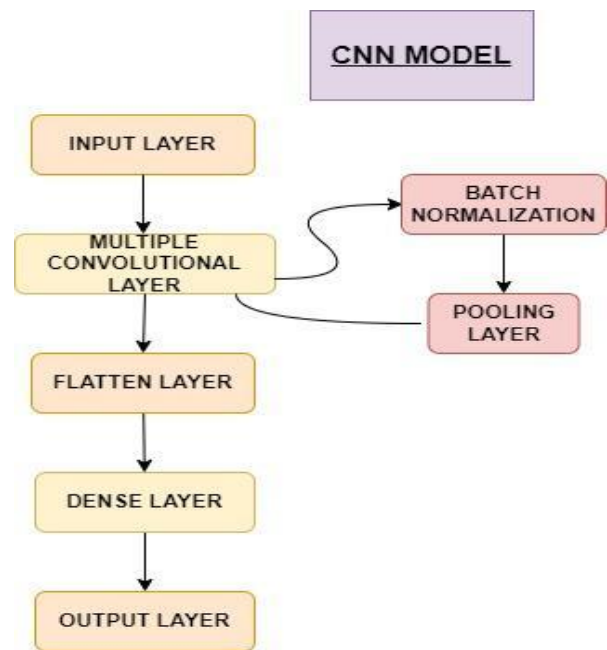 CNN MODEL
INPUT LAYER
MULTIPLE
CONVOLUTIONAL
LAYER
BATCH
NORMALIZATION
POOLING
LAYER
FLATTEN LAYER
DENSE LAYER
OUTPUT LAYER